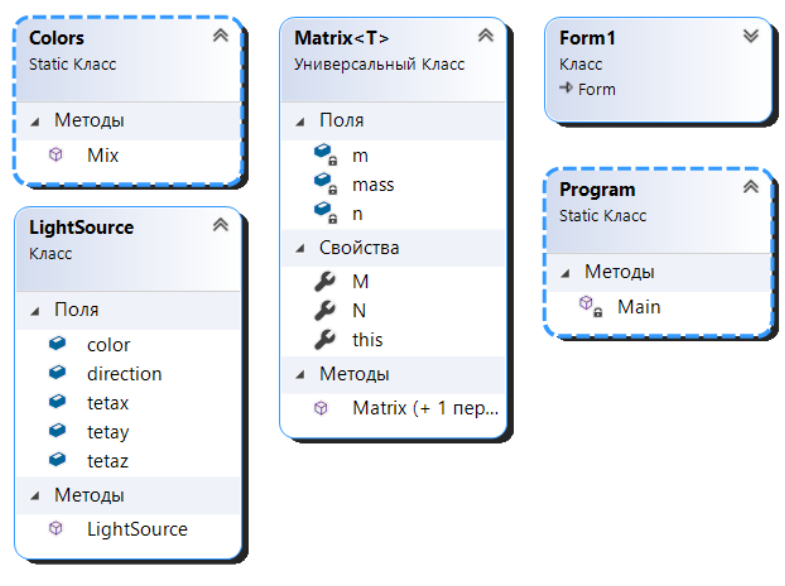 Colors
Static Класс
Методы
Mix
LightSource
Класс
Поля
color
direction
tetax
tetay
tetaz
Методы
LightSource
Matrix<T>
Универсальный Класс
Поля
m
mass
n
Свойства
M
N
this
Методы
Matrix (+ 1 пер...
Form1
Класс
Form
Program
Static Класс
Методы
Main